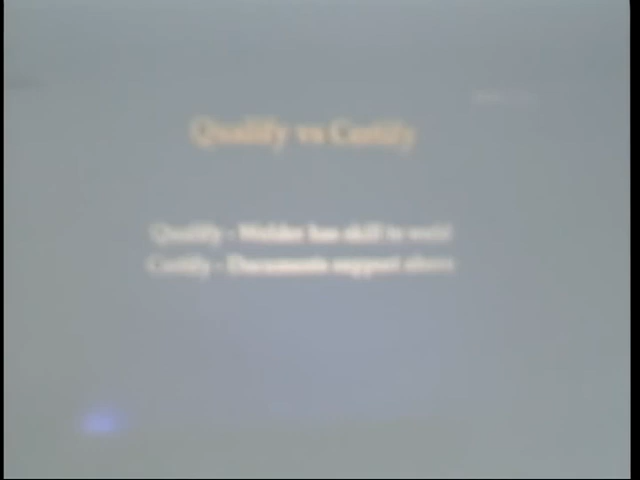 Qualify vs Certify
Qualify - Welder has skill to weld
Certify - Documents support above